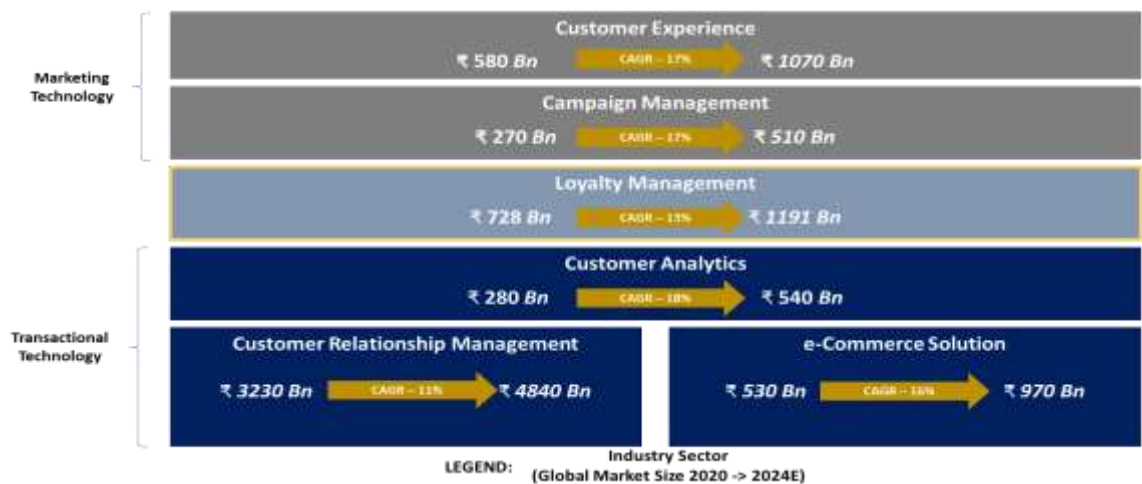 Customer Experience
₹ 580 Bn CAGR – 17% ₹ 1070 Bn
Marketing
Technology
Campaign Management
₹ 270 Bn CAGR – 17% ₹ 510 Bn
Loyalty Management
₹ 728 Bn CAGR – 13% ₹ 1191 Bn
Customer Analytics
₹ 280 Bn CAGR – 18% ₹ 540 Bn
Transactional
Technology
Customer Relationship Management
₹ 3230 Bn CAGR – 11% ₹ 4840 Bn
e-Commerce Solution
₹ 530 Bn CAGR – 16% ₹ 970 Bn
LEGEND:
Industry Sector
(Global Market Size 2020 -> 2024E)